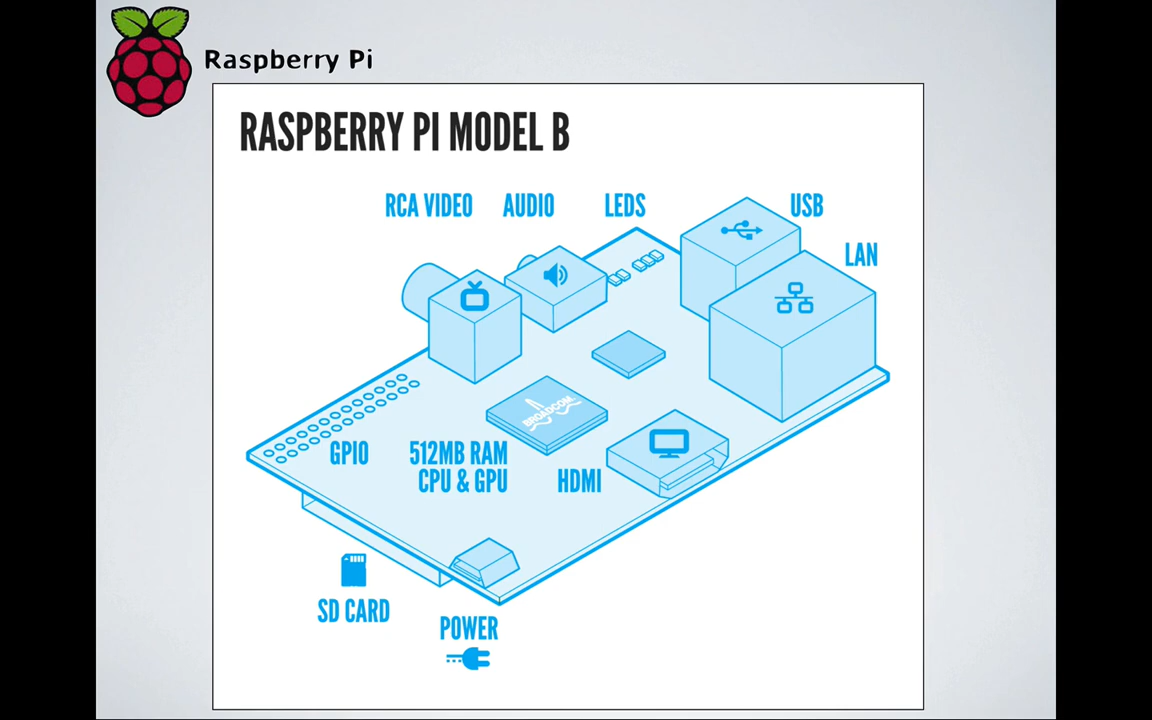 Raspberry Pi
RASPBERRY PI MODEL B
RCA VIDEO
AUDIO
LEDS
USB
LAN
BROADCOM
GPIO
512MB RAM
CPU & GPU
HDMI
SD CARD
POWER